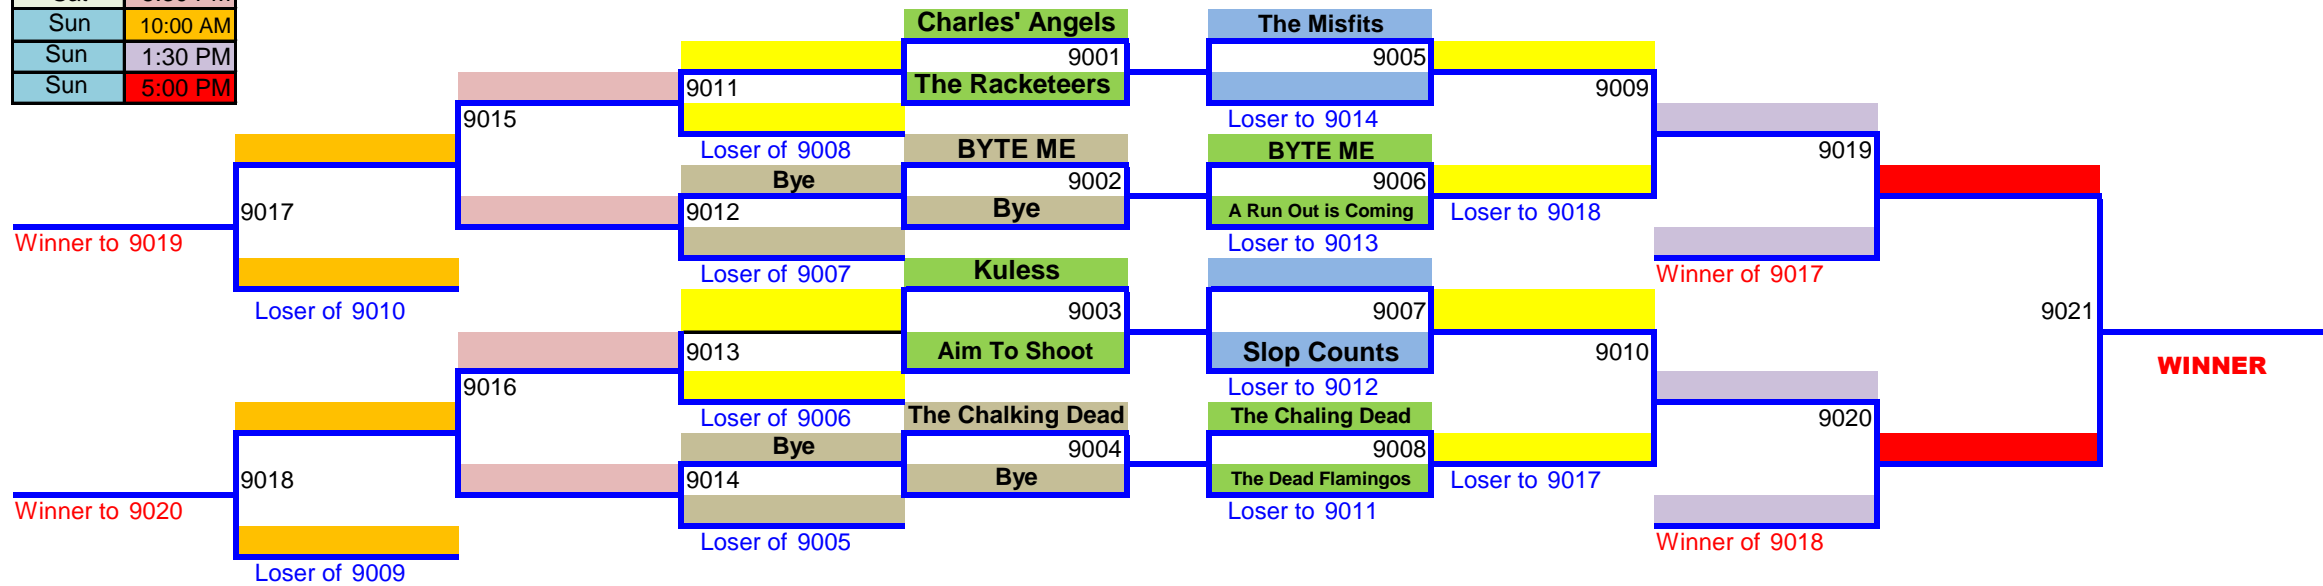 Sun 10:00 AM
Sun 1:30 PM
Sun 5:00 PM
Charles' Angels
The Misfits
9001
9005
The Racketeers
9011
9009
9015
Loser to 9014
Loser of 9008
BYTE ME
BYTE ME
9019
Bye
9002
9006
9017
9012
Bye
A Run Out is Coming
Loser to 9018
Winner to 9019
Loser to 9013
Loser of 9007
Kuless
Winner of 9017
Loser of 9010
9003
9007
9021
9013
Aim To Shoot
Slop Counts
9010
WINNER
9016
Loser to 9012
Loser of 9006
The Chalking Dead
The Chaling Dead
9020
Bye
9004
9008
9018
9014
Bye
The Dead Flamingos
Loser to 9017
Winner to 9020
Loser to 9011
Loser of 9005
Winner of 9018
Loser of 9009